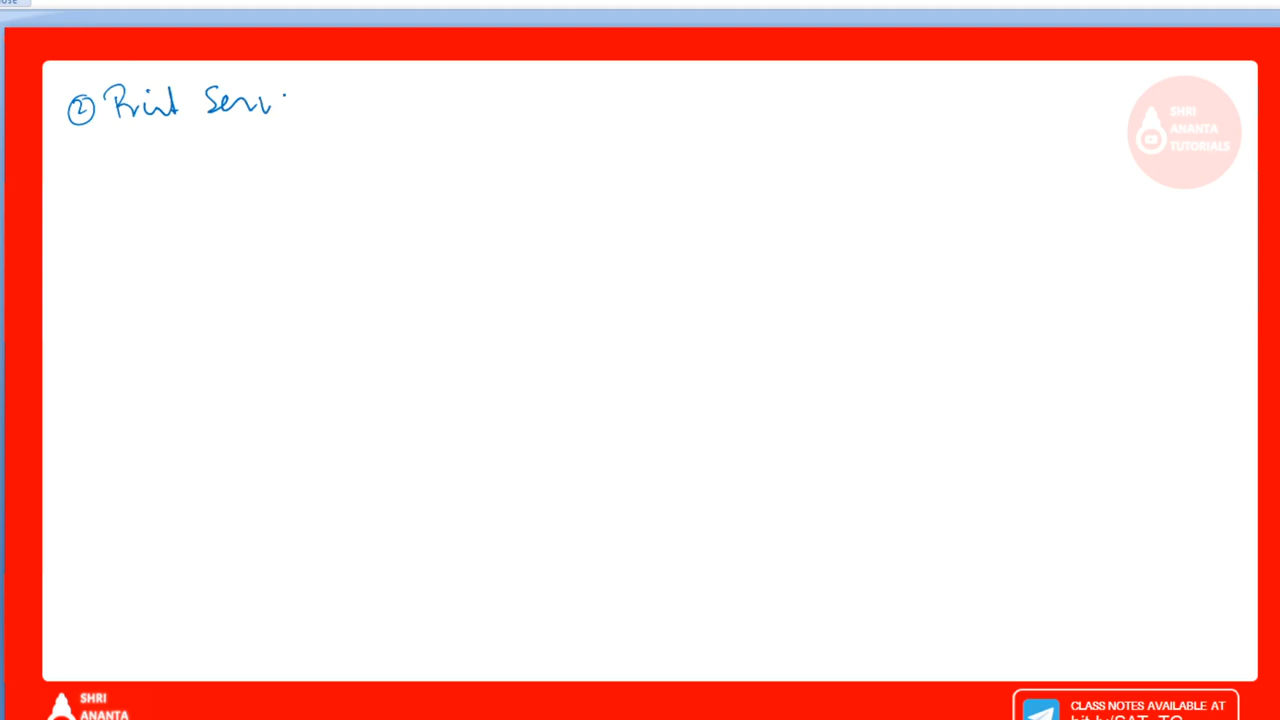 ② Print Serv
SHRI
ANANTA
TUTORIALS
SHRI
ANANTA
CLASS NOTES AVAILABLE AT